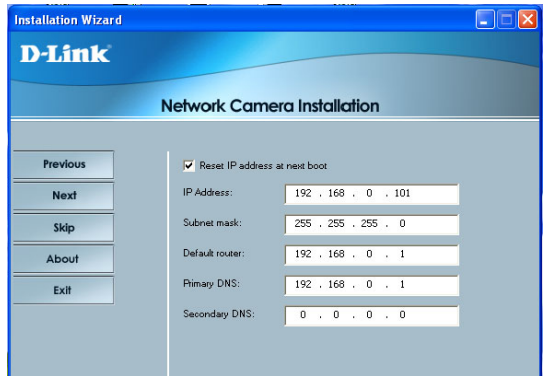 Installation Wizard
D-Link
Network Camera Installation
Previous
Next
Skip
About
Exit
Reset IP address at next boot
IP Address: 192 . 168 . 0 . 101
Subnet mask: 255 . 255 . 255 . 0
Default router: 192 . 168 . 0 . 1
Primary DNS: 192 . 168 . 0 . 1
Secondary DNS: 0 . 0 . 0 . 0